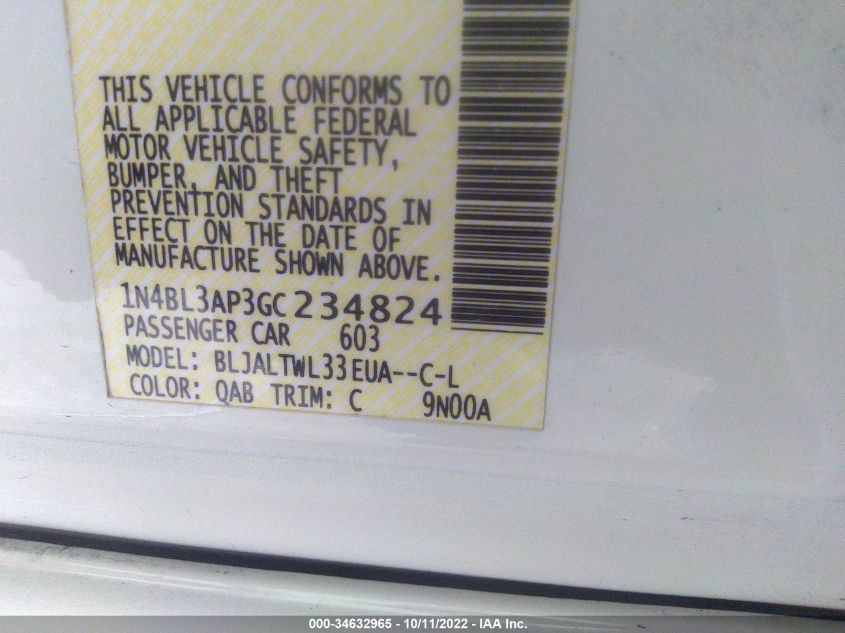 THIS VEHICLE CONFORMS TO
ALL APPLICABLE FEDERAL
MOTOR VEHICLE SAFETY,
BUMPER, AND THEFT
PREVENTION STANDARDS IN
EFFECT ON THE DATE OF
MANUFACTURE SHOWN ABOVE.
1N4BL3AP3GC234824
PASSENGER CAR 603
MODEL: BLJALTWL33EUA--C-L
COLOR: QAB TRIM: C 9N00A
000-34632965 - 10/11/2022 - IAA Inc.